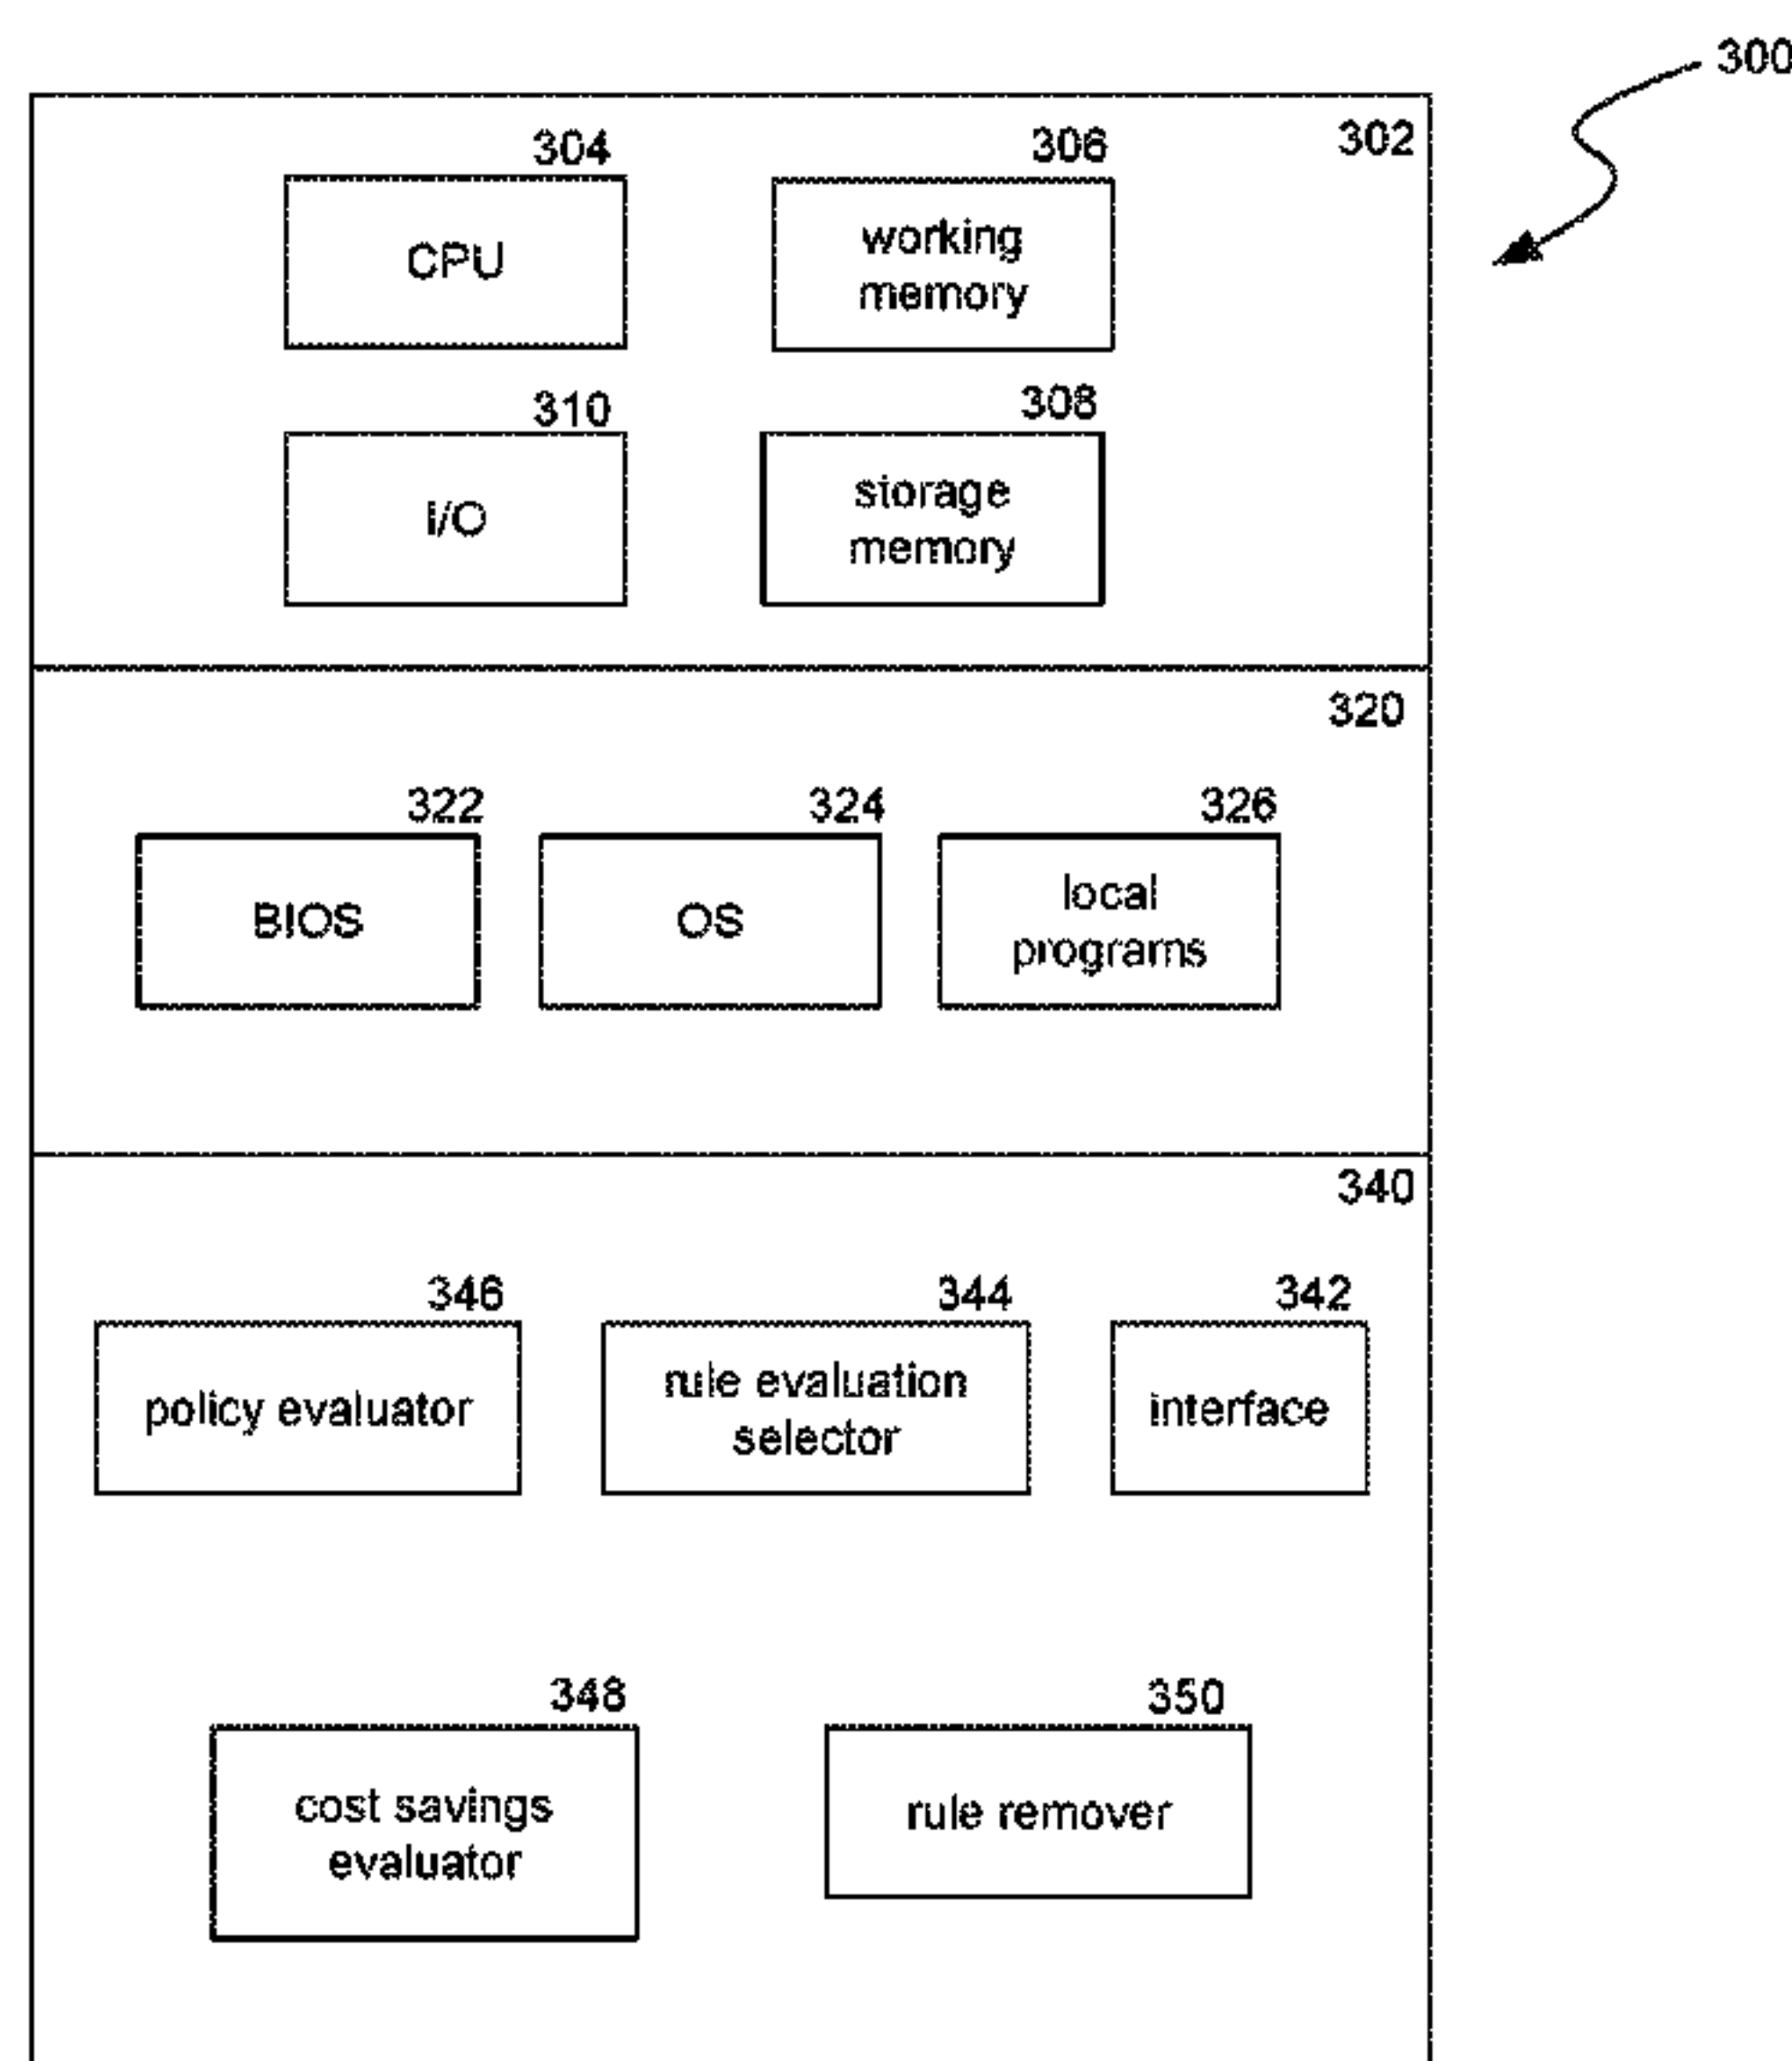 300
302
304
CPU
306
working
memory
310
i/O
308
storage
memory
320
322
BIOS
324
OS
326
local
programs
340
346
policy evaluator
344
rule evaluation
selector
342
interface
348
cost savings
evaluator
350
rule remover